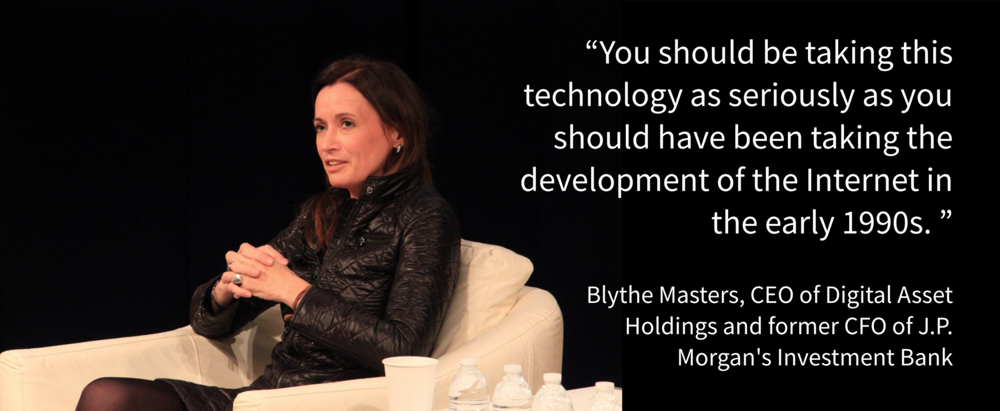 “You should be taking this
technology as seriously as you
should have been taking the
development of the Internet in
the early 1990s. ”
Blythe Masters, CEO of Digital Asset
Holdings and former CFO of J.P.
Morgan's Investment Bank